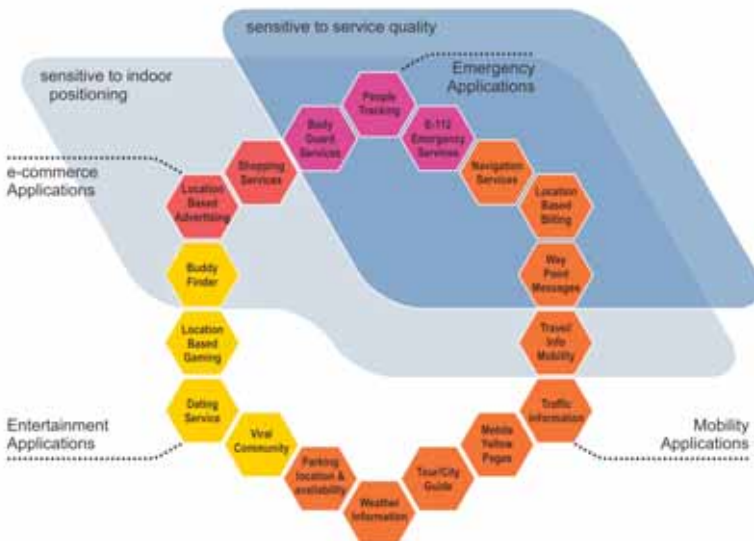 sensitive to service quality
sensitive to indoor
positioning
Emergency
Applications
People
Tracking
Body
Guard
Services
E-112
Emergency
Services
Shopping
Services
Navigation
Services
e-commerce
Applications
Location
Based
Advertising
Location
Based
Billing
Buddy
Finder
Way
Point
Messages
Location
Based
Gaming
Travel/
Info
Mobility
Dating
Service
Traffic
information
Entertainment
Applications
Mobility
Applications
Viral
Community
Mobile
Yellow
Pages
Parking
location &
availability
Tour/City
Guide
Weather
Information